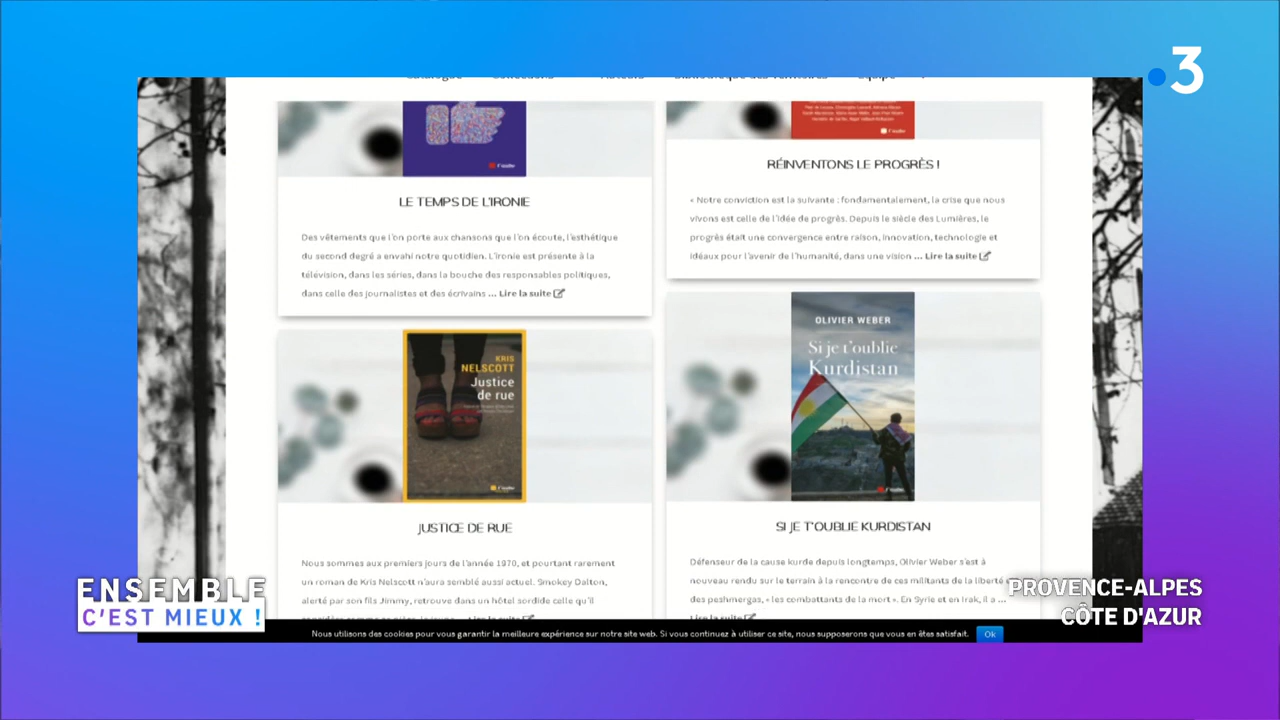 3
l'aube
LE TEMPS DE L'IRONIE
Des vêtements que l'on porte aux chansons que l'on écoute, l'esthétique
du second degré a envahi notre quotidien. L'ironie est présente à la
télévision, dans les séries, dans la bouche des responsables politiques,
dans celle des journalistes et des écrivains ... Lire la suite
l'aube
RÉINVENTONS LE PROGRÈS !
« Notre conviction est la suivante : fondamentalement, la crise que nous
vivons est celle de l'idée de progrès. Depuis le siècle des Lumières, le
progrès était une convergence entre raison, innovation, technologie et
idéaux pour l'avenir de l'humanité, dans une vision ... Lire la suite
KRIS
NELSCOTT
Justice
de rue
l'aube
JUSTICE DE RUE
Nous sommes aux premiers jours de l'année 1970, et pourtant rarement
un roman de Kris Nelscott n'aura semblé aussi actuel. Smokey Dalton,
alerté par son fils Jimmy, retrouve dans un hôtel sordide celle qu'il
OLIVIER WEBER
Si je t'oublie
Kurdistan
l'aube
SI JE T'OUBLIE KURDISTAN
Défenseur de la cause kurde depuis longtemps, Olivier Weber s'est à
nouveau rendu sur le terrain à la rencontre de ces militants de la liberté
des peshmergas, « les combattants de la mort ». En Syrie et en Irak, il a ...
Lire la suite
ENSEMBLE
C'EST MIEUX !
PROVENCE-ALPES
CÔTE D'AZUR
Nous utilisons des cookies pour vous garantir la meilleure expérience sur notre site web. Si vous continuez à utiliser ce site, nous supposerons que vous en êtes satisfait.
Ok